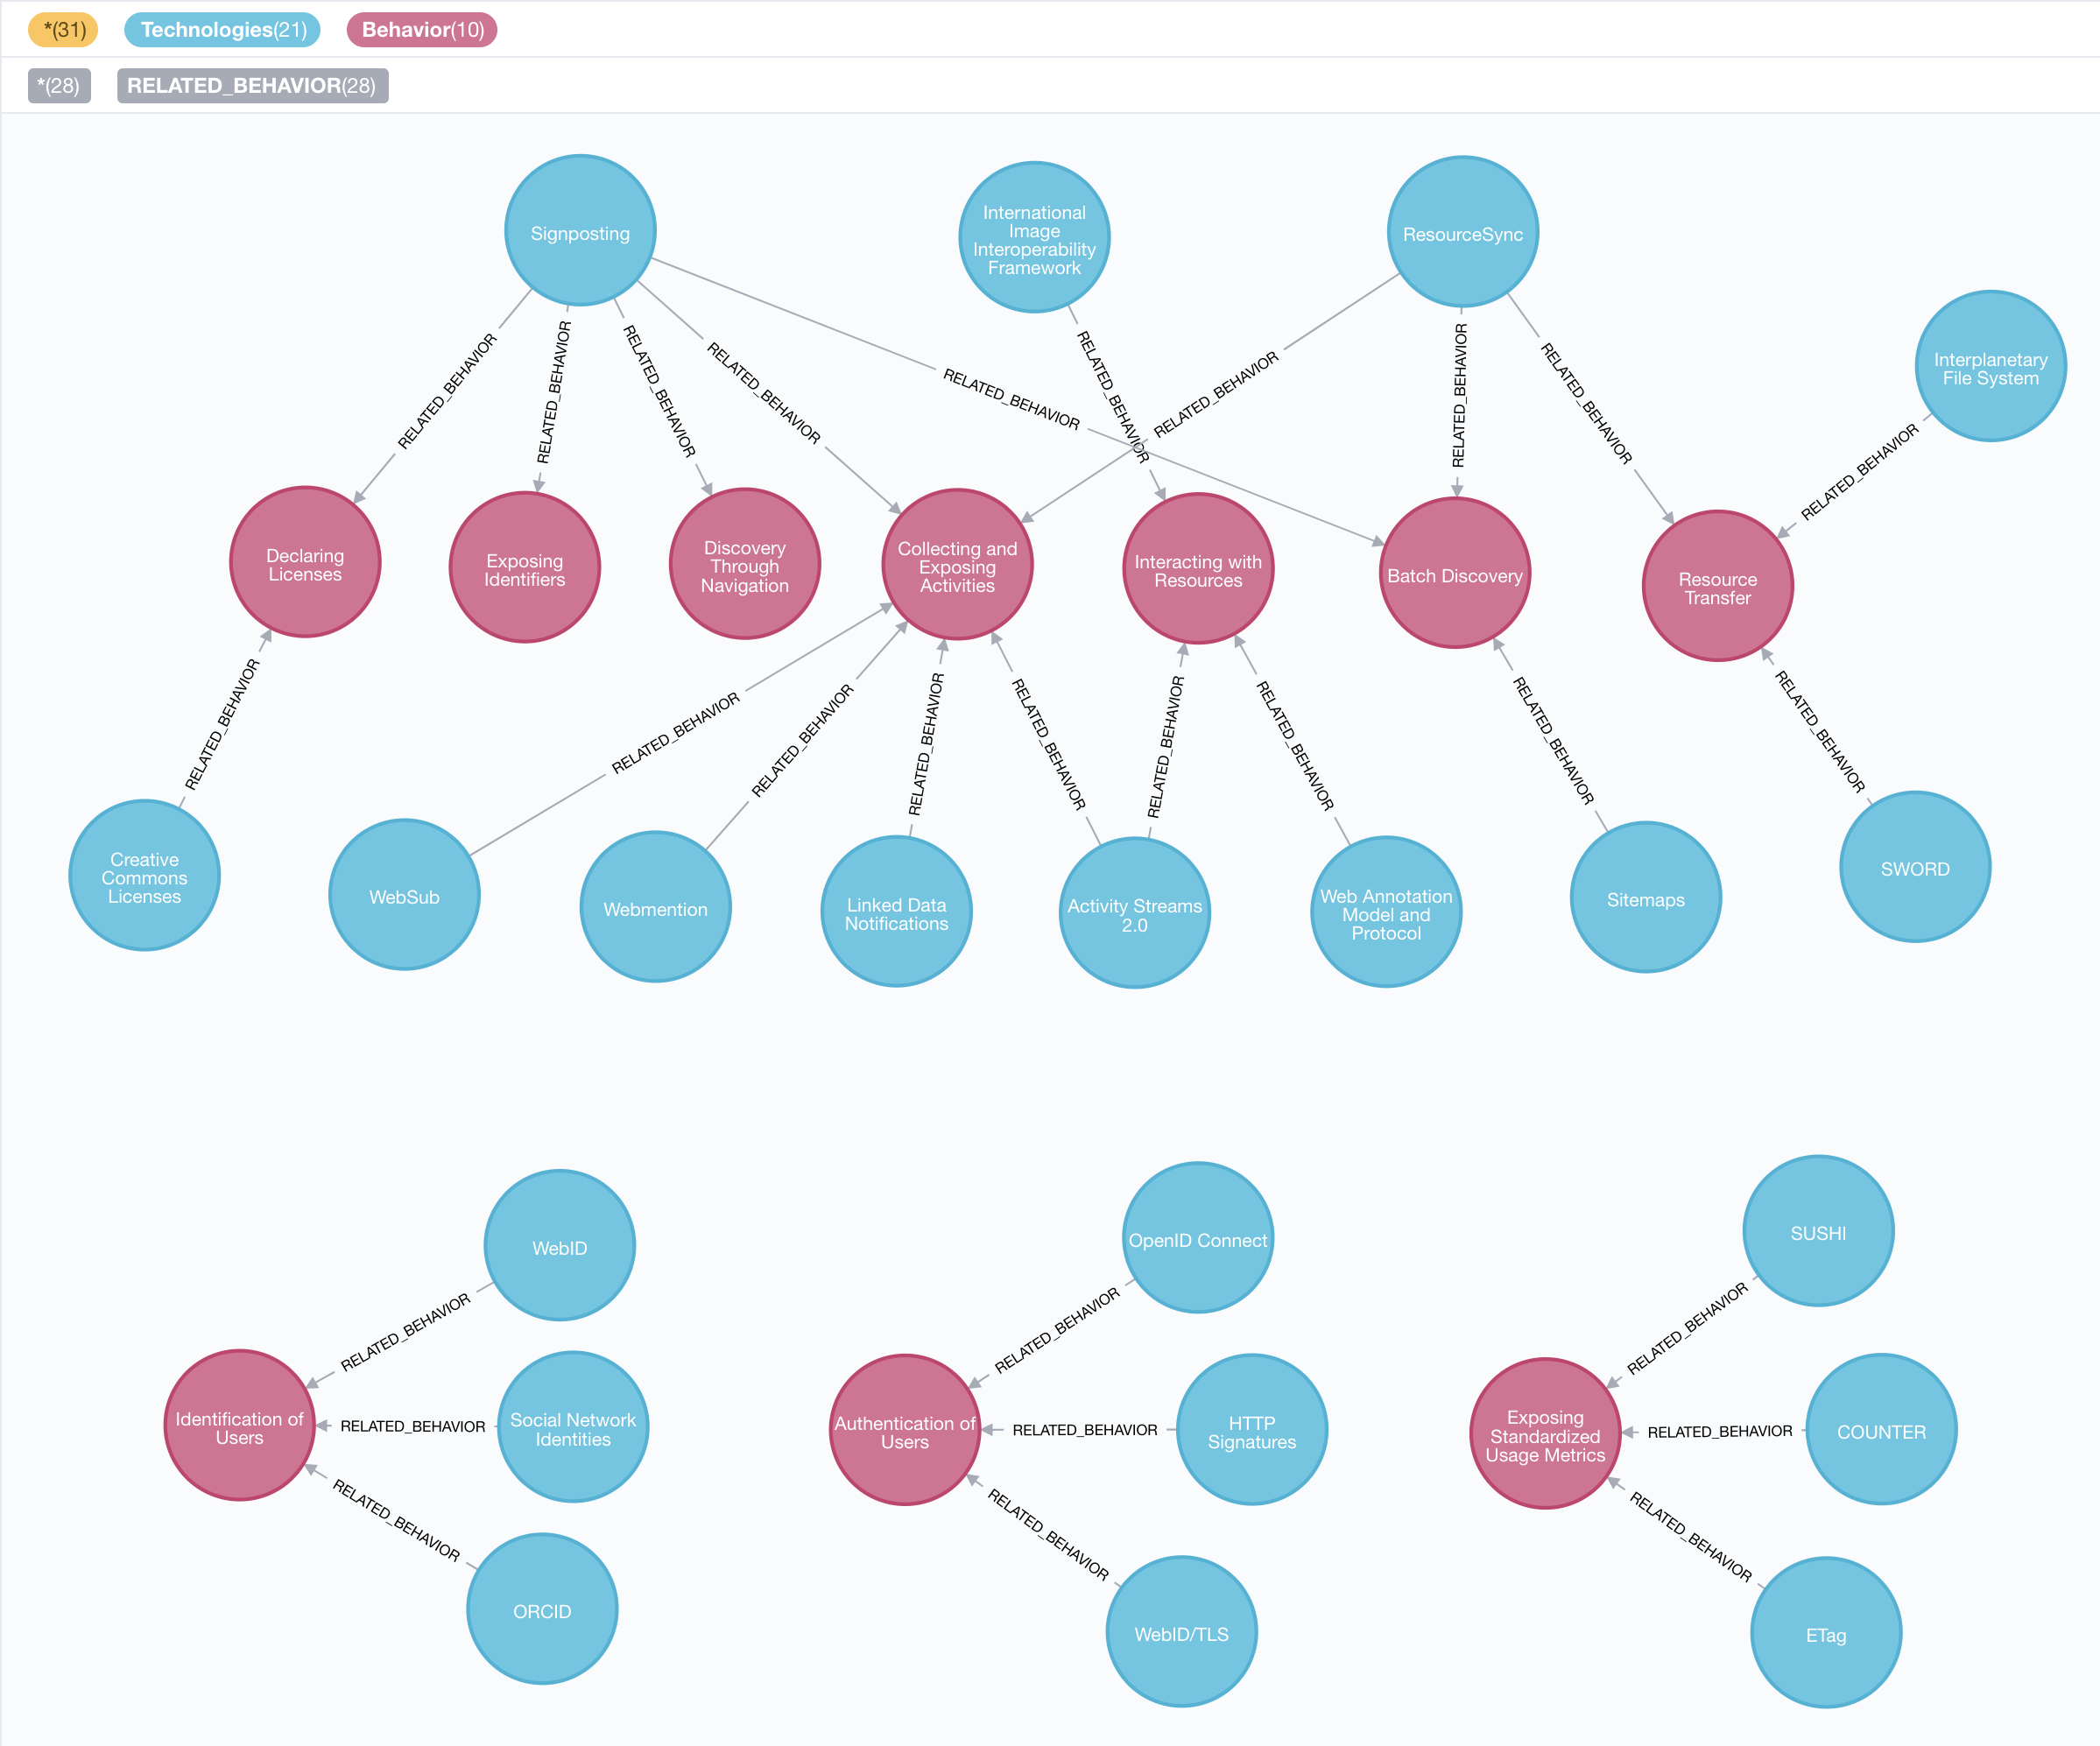 *(31) Technologies(21) Behavior(10)
*(28) RELATED_BEHAVIOR(28)
Signposting
International
Image
Interoperability
Framework
ResourceSync
Interplanetary
File System
RELATED_BEHAVIOR
RELATED_BEHAVIOR
RELATED_BEHAVIOR
RELATED_BEHAVIOR
RELATED_BEHAVIOR
RELATED_BEHAVIOR
RELATED_BEHAVIOR
RELATED_BEHAVIOR
RELATED_BEHAVIOR
RELATED_BEHAVIOR
Declaring
Licenses
Exposing
Identifiers
Discovery
Through
Navigation
Collecting and
Exposing
Activities
Interacting with
Resources
Batch Discovery
Resource
Transfer
RELATED_BEHAVIOR
RELATED_BEHAVIOR
RELATED_BEHAVIOR
RELATED_BEHAVIOR
RELATED_BEHAVIOR
RELATED_BEHAVIOR
RELATED_BEHAVIOR
RELATED_BEHAVIOR
RELATED_BEHAVIOR
Creative
Commons
Licenses
WebSub
Webmention
Linked Data
Notifications
Activity Streams
2.0
Web Annotation
Model and
Protocol
Sitemaps
SWORD
WebID
RELATED_BEHAVIOR
Identification of
Users
RELATED_BEHAVIOR
Social Network
Identities
RELATED_BEHAVIOR
ORCID
OpenID Connect
RELATED_BEHAVIOR
Authentication of
Users
RELATED_BEHAVIOR
HTTP
Signatures
RELATED_BEHAVIOR
WebID/TLS
SUSHI
RELATED_BEHAVIOR
Exposing
Standardized
Usage Metrics
RELATED_BEHAVIOR
COUNTER
RELATED_BEHAVIOR
ETag